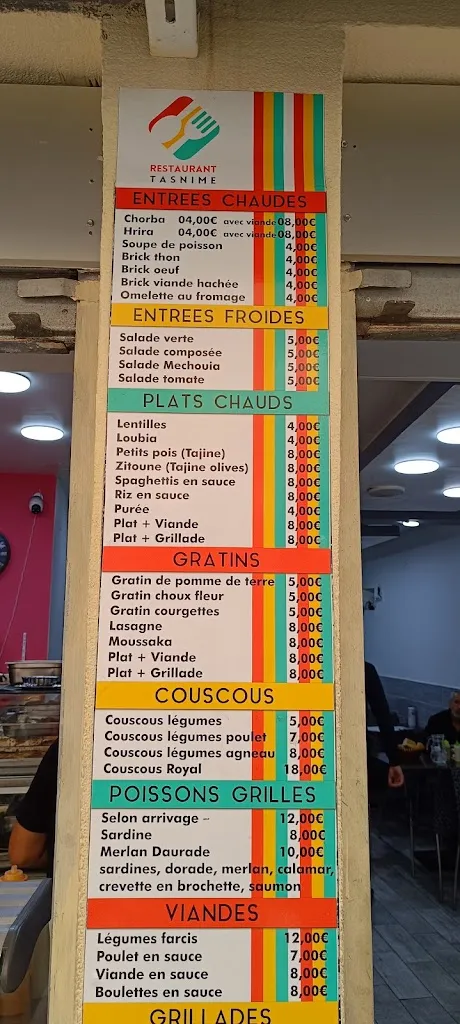 RESTAURANT
TASNIME
ENTREES CHAUDES
Chorba 04,00€ avec viande 08,00€
Hrira 04,00€ avec viande 08,00€
Soupe de poisson 4,00€
Brick thon 4,00€
Brick oeuf 4,00€
Brick viande hachée 4,00€
Omelette au fromage 4,00€
ENTREES FROIDES
Salade verte 5,00€
Salade composée 5,00€
Salade Mechouia 5,00€
Salade tomate 5,00€
PLATS CHAUDS
Lentilles 4,00€
Loubia 4,00€
Petits pois (Tajine) 8,00€
Zitoune (Tajine olives) 8,00€
Spaghettis en sauce 8,00€
Riz en sauce 8,00€
Purée 4,00€
Plat + Viande 8,00€
Plat + Grillade 8,00€
GRATINS
Gratin de pomme de terre 5,00€
Gratin choux fleur 5,00€
Gratin courgettes 5,00€
Lasagne 8,00€
Moussaka 8,00€
Plat + Viande 8,00€
Plat + Grillade 8,00€
COUSCOUS
Couscous légumes 5,00€
Couscous légumes poulet 7,00€
Couscous légumes agneau 8,00€
Couscous Royal 18,00€
POISSONS GRILLES
Selon arrivage - 12,00€
Sardine 8,00€
Merlan Daurade 10,00€
sardines, dorade, merlan, calamar,
crevette en brochette, saumon
VIANDES
Légumes farcis 12,00€
Poulet en sauce 7,00€
Viande en sauce 8,00€
Boulettes en sauce 8,00€
GRILLADES